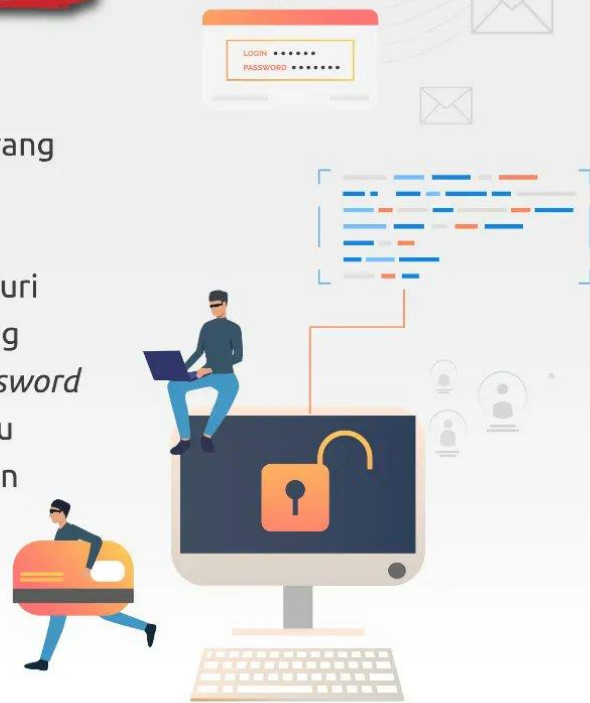 LOGIN ••••••
PASSWORD •••••••
ang
uri
g
sword
u
n